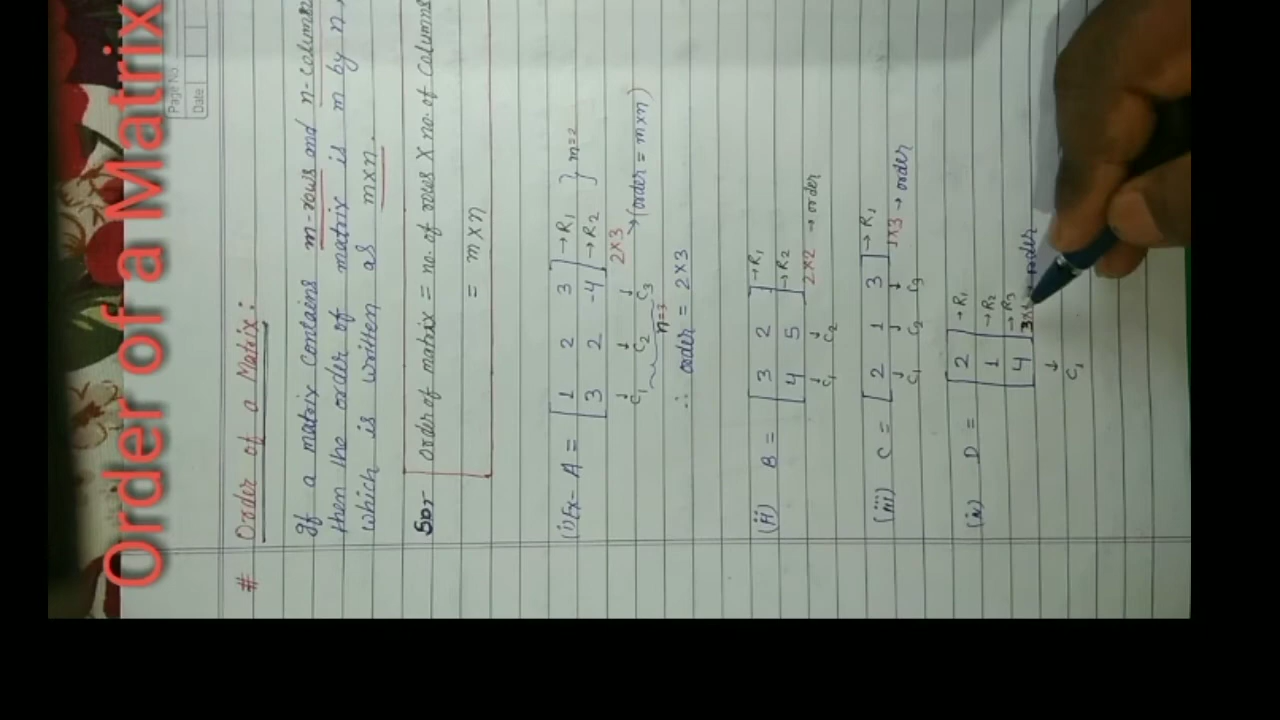 Order of a Matrix
Page No
Date
# Order of a Matrix:
If a matrix contains m-rows and n-columns
then the order of matrix is m by n,
which is written as m×n.
order of matrix = no. of rows × no. of columns
= m×n
(i) Ex- A = [ 1 2 3 ] → R1 } m=2
[ 3 2 -4 ] → R2
↓ ↓ ↓ 2×3
C1 C2 C3 → (order = m×n)
n=3
∴ order = 2×3
(ii) B = [ 3 2 ] → R1
[ 4 5 ] → R2
↓ ↓ 2×2 → order
C1 C2
(iii) C = [ 2 1 3 ] → R1
↓ ↓ ↓ 1×3 → order
C1 C2 C3
(iv) D = [ 2 ] → R1
[ 1 ] → R2
[ 4 ] → R3
↓ order
C1